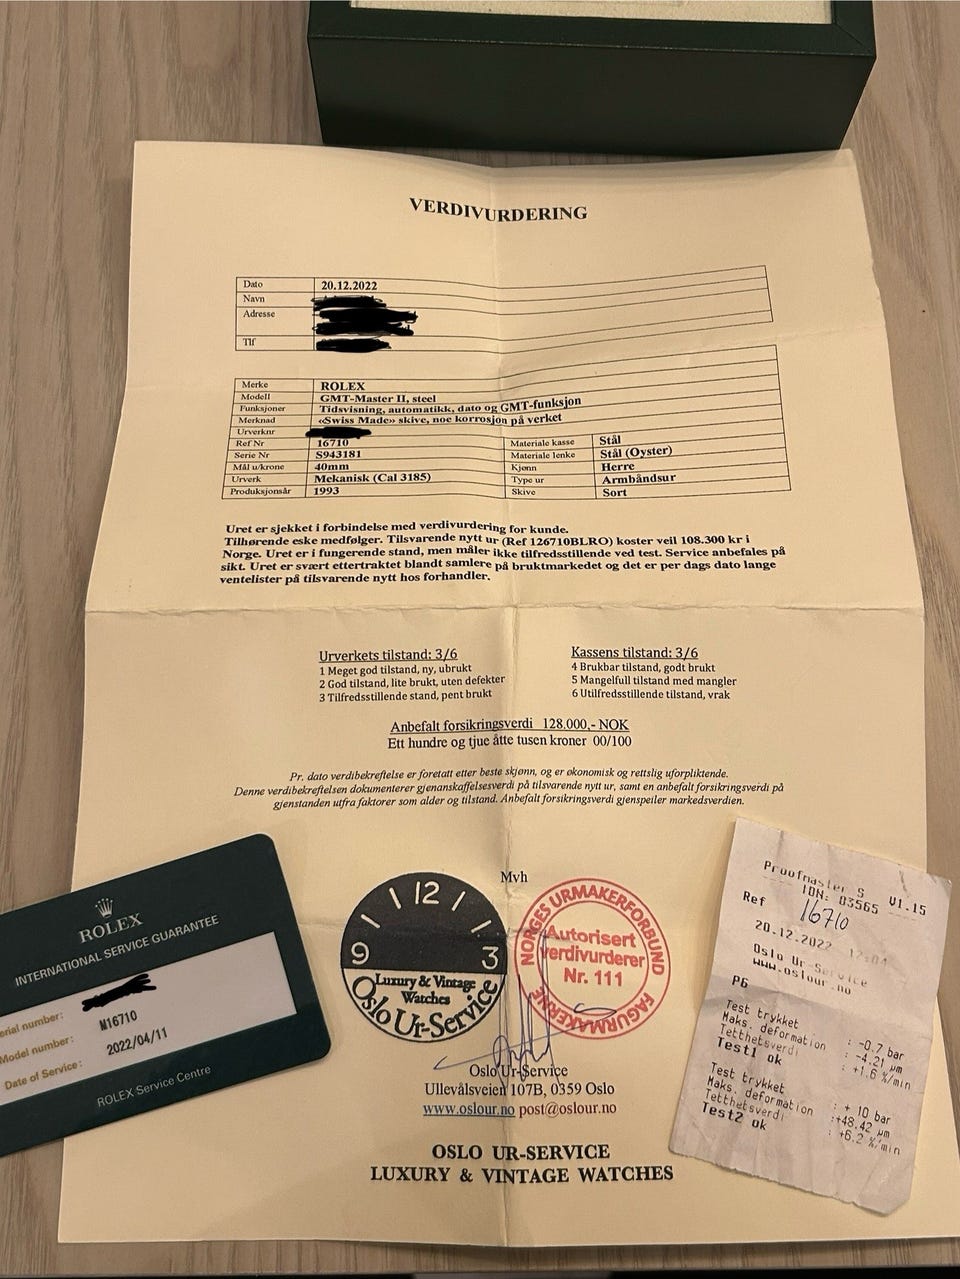 VERDIVURDERING
Dato 20.12.2022
Navn
Adresse
Tlf
Merke ROLEX
Modell GMT-Master II, steel
Funksjoner Tidsvisning, automatikk, dato og GMT-funksjon
Merknad «Swiss Made» skive, noe korrosjon på verket
Urverknr
Ref Nr 16710 Materiale kasse Stål
Serie Nr S943181 Materiale lenke Stål (Oyster)
Mål u/krone 40mm Kjønn Herre
Urverk Mekanisk (Cal 3185) Type ur Armbåndsur
Produksjonsår 1993 Skive Sort
Uret er sjekket i forbindelse med verdivurdering for kunde.
Tilhørende eske medfølger. Tilsvarende nytt ur (Ref 126710BLRO) koster veil 108.300 kr i
Norge. Uret er i fungerende stand, men måler ikke tilfredsstillende ved test. Service anbefales på
sikt. Uret er svært ettertraktet blandt samlere på bruktmarkedet og det er per dags dato lange
ventelister på tilsvarende nytt hos forhandler.
Urverkets tilstand: 3/6
1 Meget god tilstand, ny, ubrukt
2 God tilstand, lite brukt, uten defekter
3 Tilfredsstillende stand, pent brukt
Kassens tilstand: 3/6
4 Brukbar tilstand, godt brukt
5 Mangelfull tilstand med mangler
6 Utilfredsstillende tilstand, vrak
Anbefalt forsikringsverdi 128.000,- NOK
Ett hundre og tjue åtte tusen kroner 00/100
Pr. dato verdibekreftelse er foretatt etter beste skjønn, og er økonomisk og rettslig uforpliktende.
Denne verdibekreftelsen dokumenterer gjenanskaffelsesverdi på tilsvarende nytt ur, samt en anbefalt forsikringsverdi på
gjenstanden utfra faktorer som alder og tilstand. Anbefalt forsikringsverdi gjenspeiler markedsverdien.
Mvh
12
9 3
Luxury & Vintage
Watches
Oslo Ur-Service
NORGES URMAKERFORBUND
Autorisert
verdivurderer
Nr. 111
FAGURMAKERNE
Oslo Ur-Service
Ullevålsveien 107B, 0359 Oslo
www.oslour.no post@oslour.no
OSLO UR-SERVICE
LUXURY & VINTAGE WATCHES
ROLEX
INTERNATIONAL SERVICE GUARANTEE
erial number:
Model number: M16710
Date of Service: 2022/04/11
ROLEX Service Centre
Proofmaster S V1.15
IDN: 03565
Ref 16710
20.12.2022 12:04
Oslo Ur-Service
www.oslour.no
P6
Test trykket : -0.7 bar
Maks. deformation : -4.21 µm
Tetthetsverdi : +1.6 %/min
Test1 ok
Test trykket : + 10 bar
Maks. deformation :+48.42 µm
Tetthetsverdi : +6.2 %/min
Test2 ok